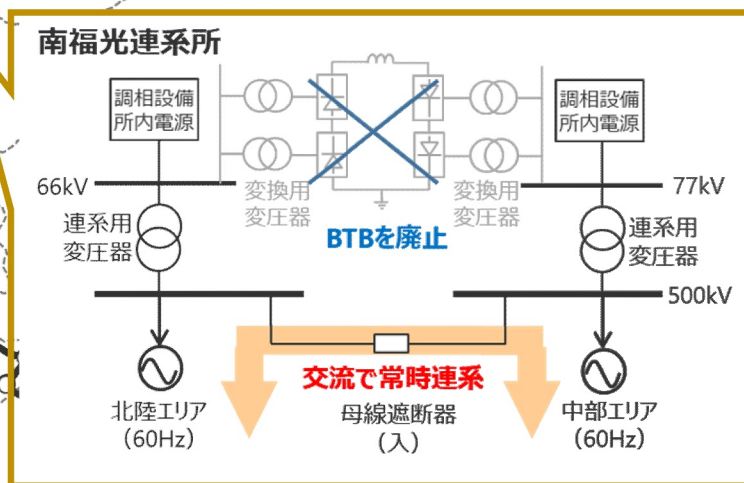 南福光連系所
調相設備
所内電源
調相設備
所内電源
66kV
77kV
変換用
変圧器
変換用
変圧器
連系用
変圧器
連系用
変圧器
BTBを廃止
500kV
交流で常時連系
北陸エリア
(60Hz)
母線遮断器
(入)
中部エリア
(60Hz)